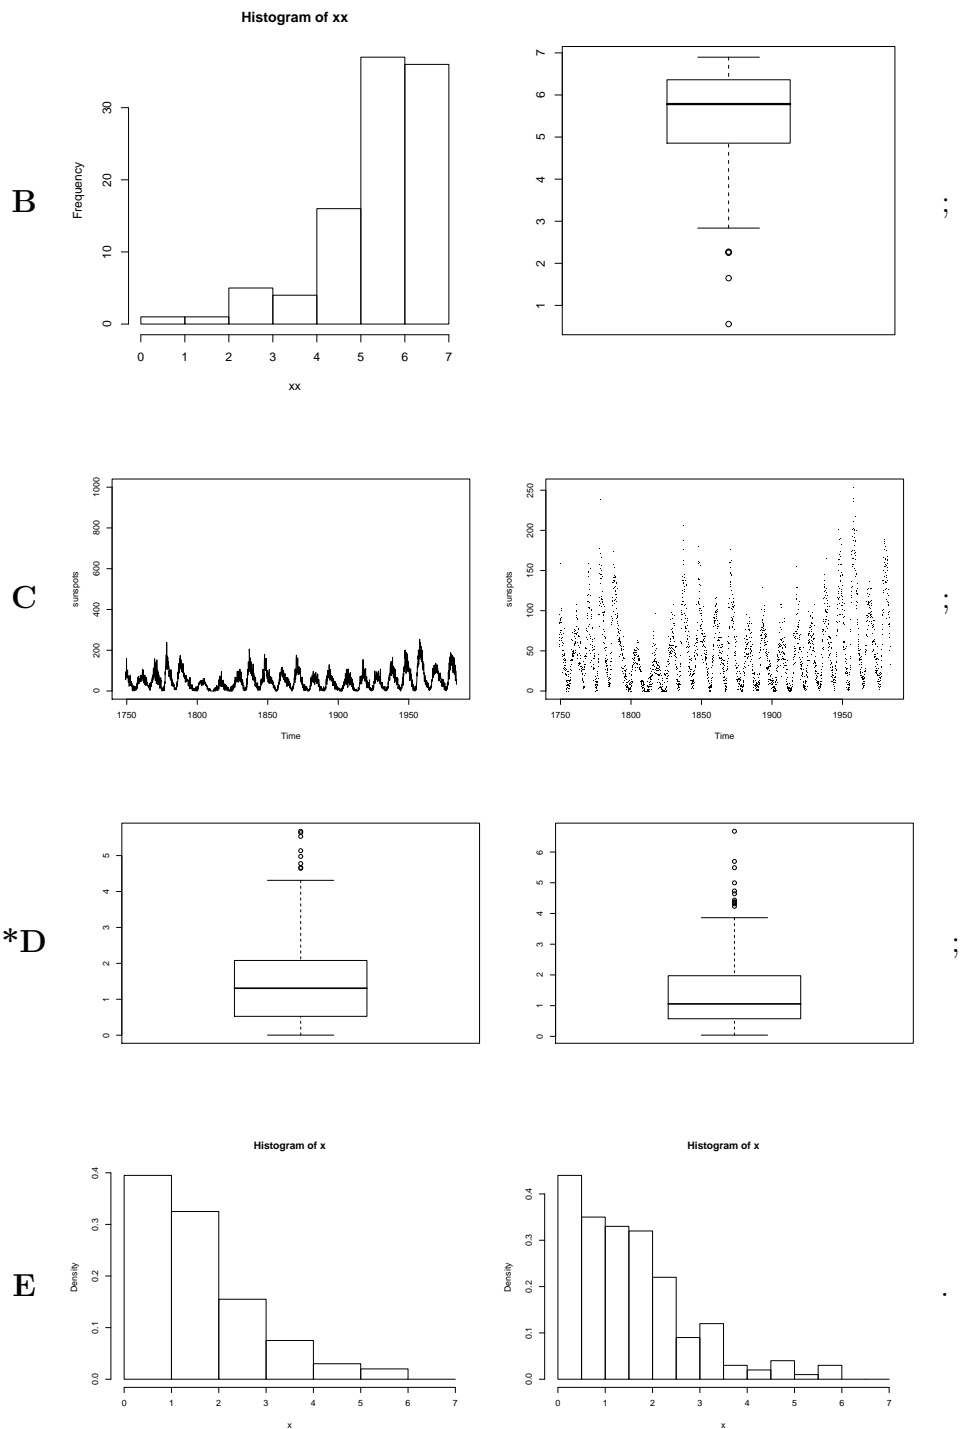 Histogram of xx
B
Frequency
0 10 20 30
0 1 2 3 4 5 6 7
xx
1 2 3 4 5 6 7
;
C
sunspots
0 200 400 600 800 1000
1750 1800 1850 1900 1950
Time
sunspots
0 50 100 150 200 250
1750 1800 1850 1900 1950
Time
;
*D
0 1 2 3 4 5
0 1 2 3 4 5 6
;
E
Histogram of x
Density
0.0 0.1 0.2 0.3 0.4
0 1 2 3 4 5 6 7
x
Histogram of x
Density
0.0 0.1 0.2 0.3 0.4
0 1 2 3 4 5 6 7
x
.